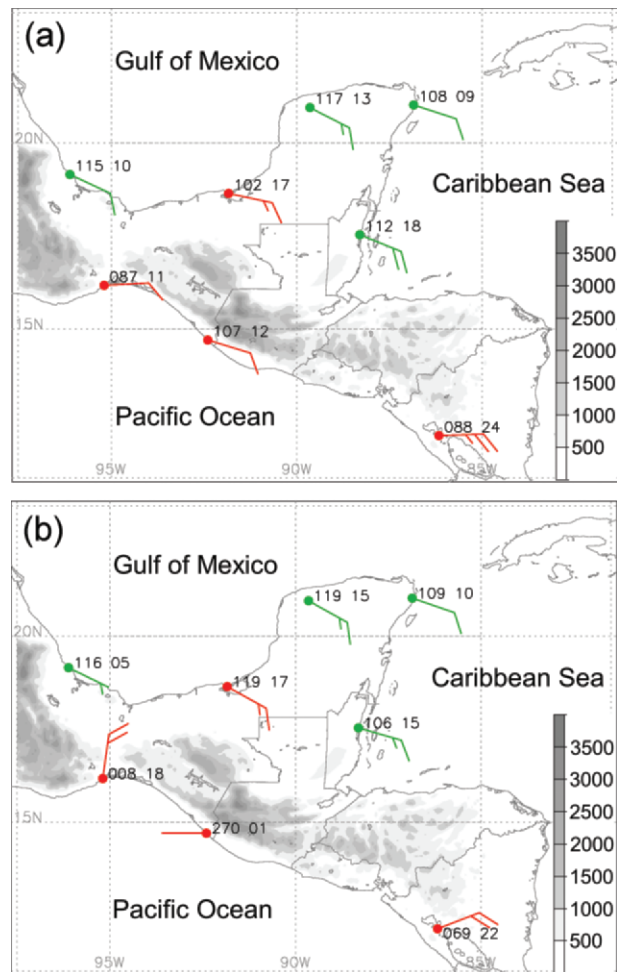 (a)
Gulf of Mexico
117 13
108 09
20N
115 10
102 17
Caribbean Sea
112 18
3500
087 11
3000
2500
15N
107 12
2000
1500
Pacific Ocean
088 24
1000
500
95W
90W
85W
(b)
Gulf of Mexico
119 15
109 10
20N
116 05
119 17
Caribbean Sea
106 15
3500
008 18
3000
2500
15N
270 01
2000
1500
Pacific Ocean
069 22
1000
500
95W
90W
85W